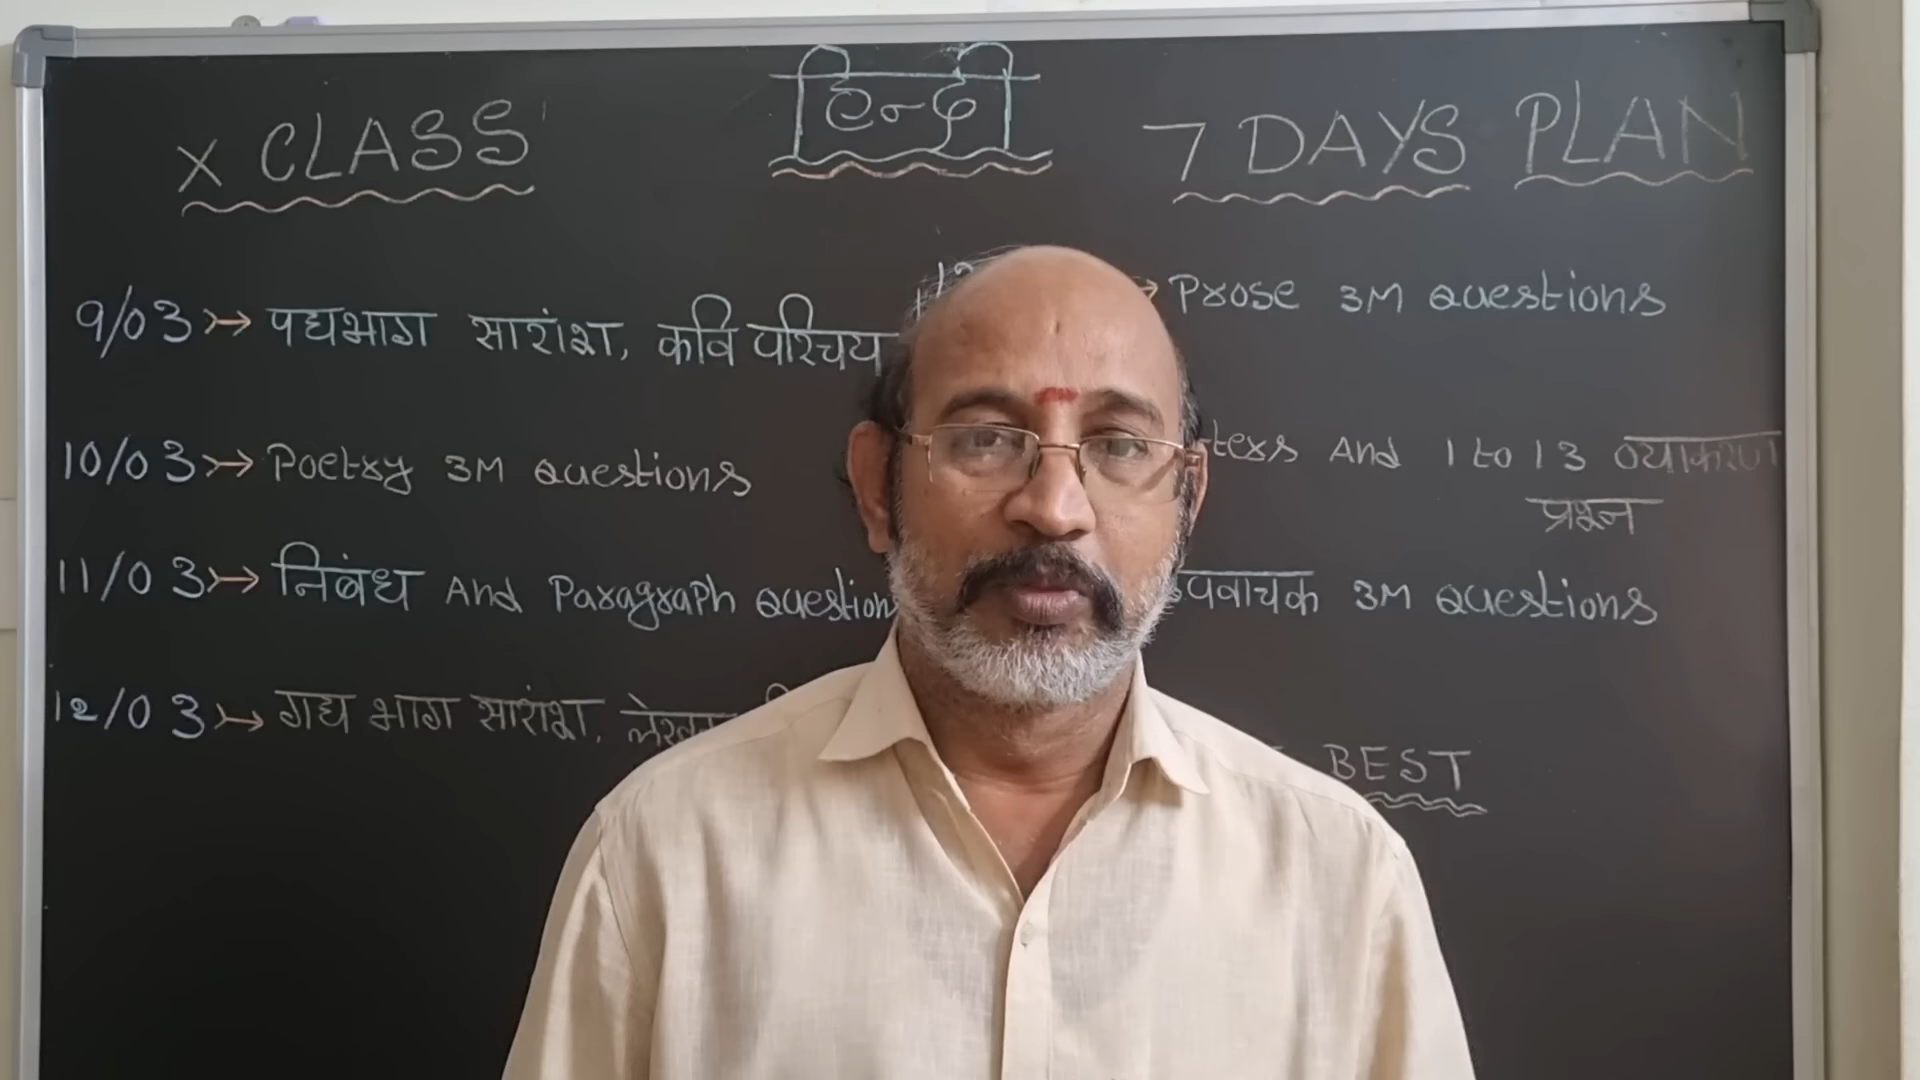 X CLASS
हिन्दी
7 DAYS PLAN
9/03 → पद्यभाग सारांश, कवि परिचय
10/03 → Poetry 3M Questions
11/03 → निबंध And Paragraph Question
12/03 → गद्य भाग सारांश,
Prose 3M Questions
And 1 to 13 व्याकरण
प्रश्न
उपवाचक 3M Questions
BEST